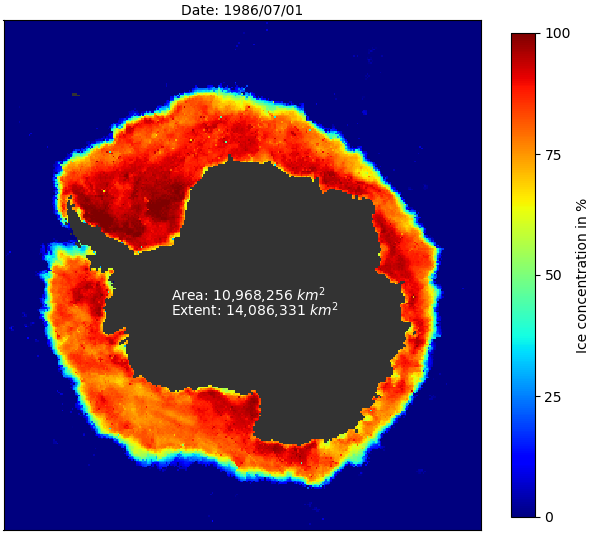 Date: 1986/07/01
100
75
50
25
0
Ice concentration in %
Area: 10,968,256 km²
Extent: 14,086,331 km²